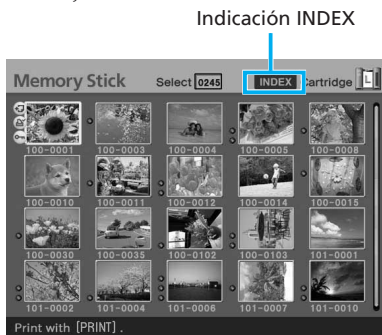 Indicación INDEX
Memory Stick Select 0245 INDEX Cartridge L
100-0001 100-0003 100-0004 100-0005 100-0008
100-0010 100-0011 100-0012 100-0014 100-0016
100-0030 100-0035 100-0102 100-0103 101-0001
101-0002 101-0004 101-0006 101-0007 101-0010
Print with [PRINT] .